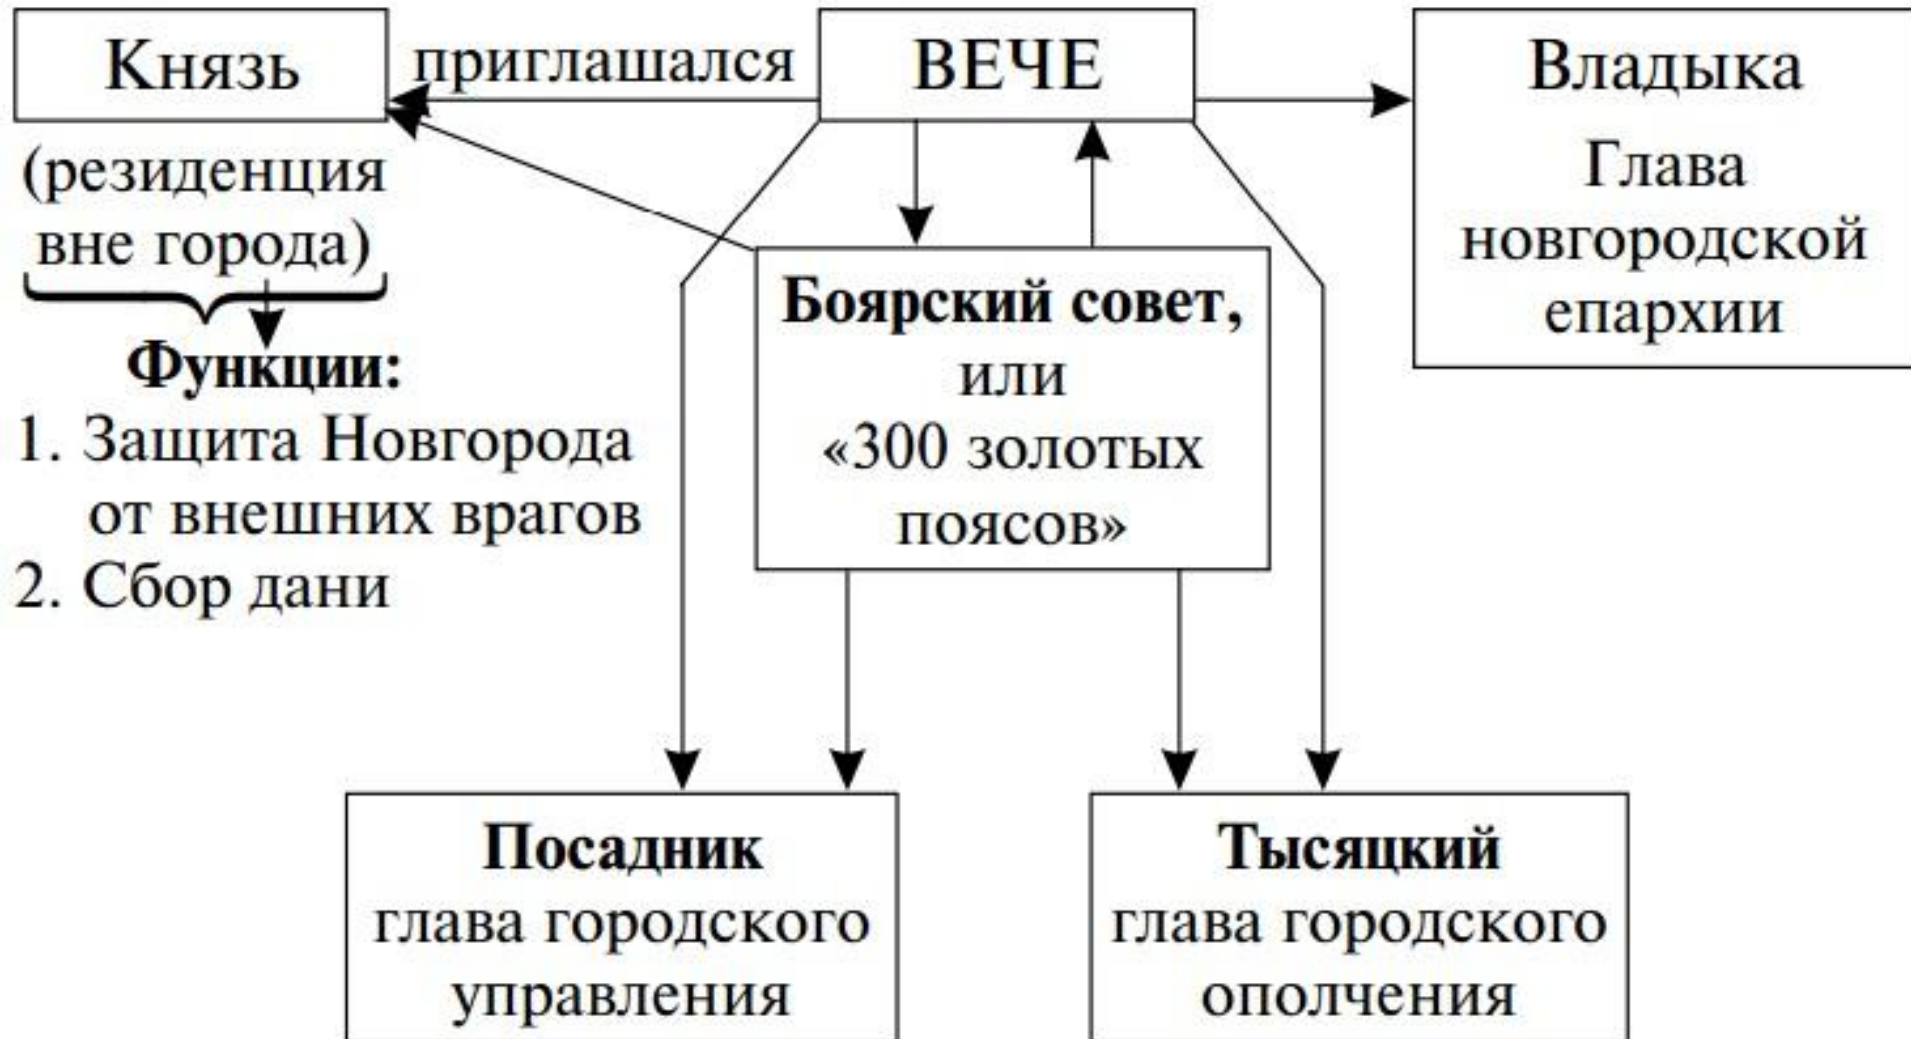 Князь
приглашался
ВЕЧЕ
Владыка
Глава
новгородской
епархии
(резиденция
вне города)
Функции:
1. Защита Новгорода
от внешних врагов
2. Сбор дани
Боярский совет,
или
«300 золотых
поясов»
Посадник
глава городского
управления
Тысяцкий
глава городского
ополчения